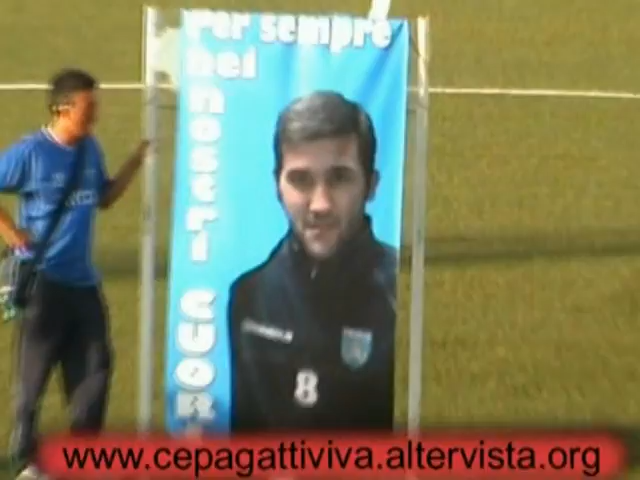 Per sempre
nei
nostri
cuori
8
www.cepagattiviva.altervista.org